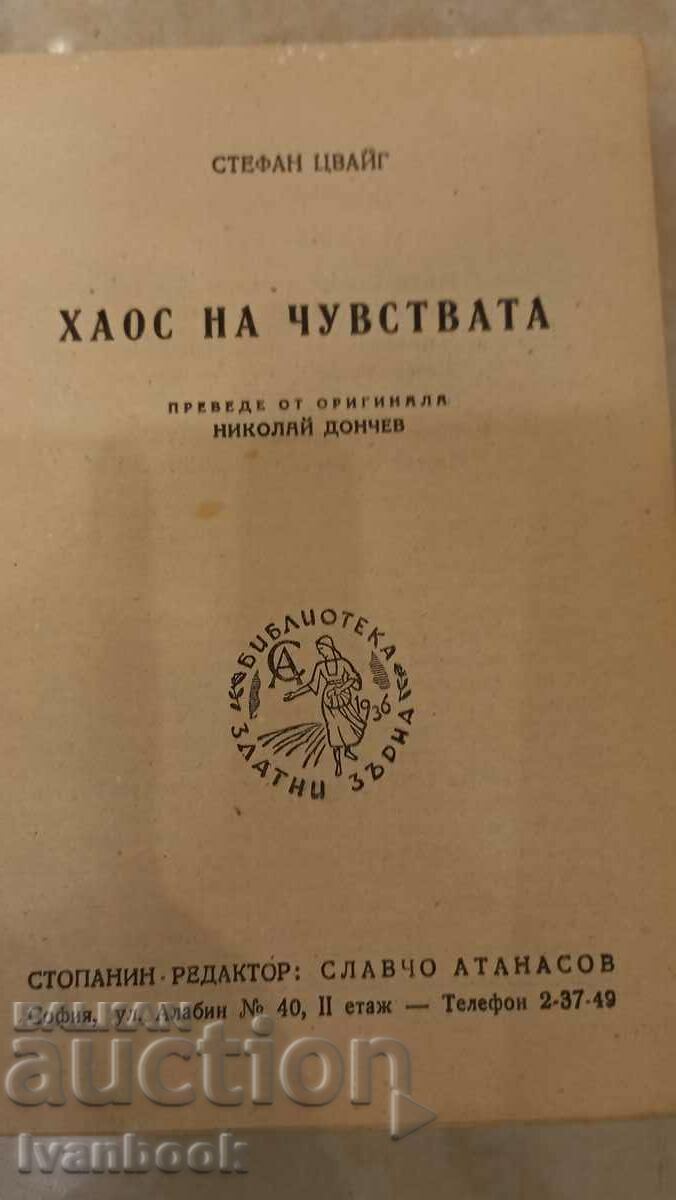 СТЕФАН ЦВАЙГ
ХАОС НА ЧУВСТВАТА
ПРЕВЕДЕ ОТ ОРИГИНАЛА
НИКОЛАЙ ДОНЧЕВ
БИБЛИОТЕКА
СА
1936
ЗЛАТНИ ЗЪРНА
СТОПАНИН-РЕДАКТОР: СЛАВЧО АТАНАСОВ
София, ул. Алабин № 40, II етаж — Телефон 2-37-49
BALKAN
auction
Ivanbook